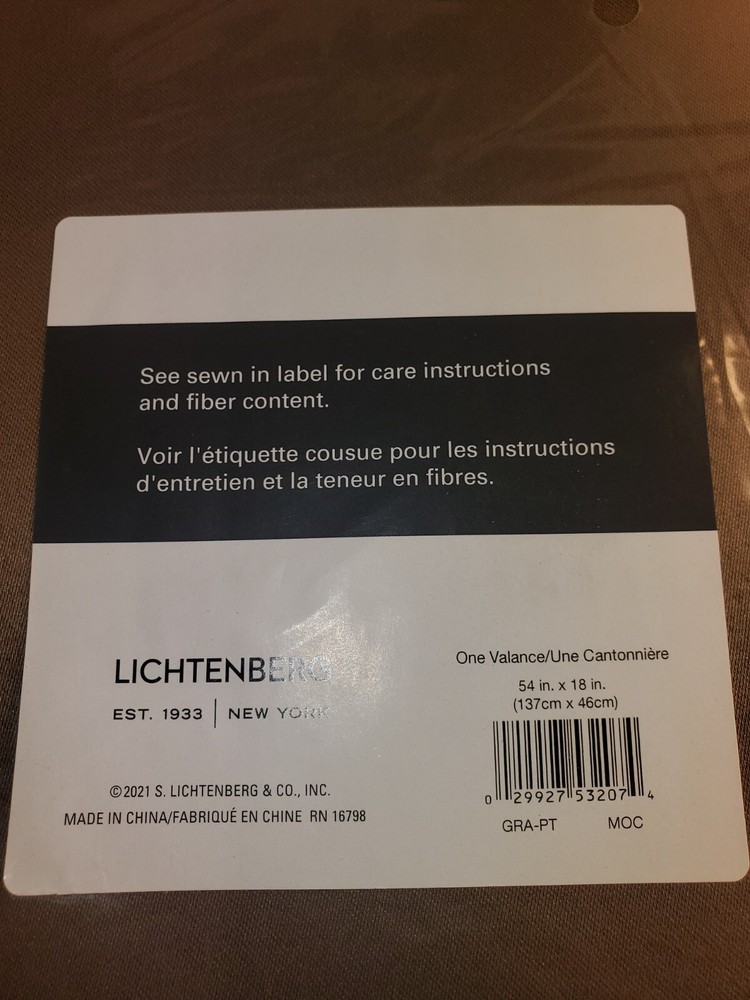 See sewn in label for care instructions
and fiber content.
Voir l'étiquette cousue pour les instructions
d'entretien et la teneur en fibres.
LICHTENBERG
EST. 1933 | NEW YORK
©2021 S. LICHTENBERG & CO., INC.
MADE IN CHINA/FABRIQUÉ EN CHINE RN 16798
One Valance/Une Cantonnière
54 in. x 18 in.
(137cm x 46cm)
0 29927 53207 4
GRA-PT MOC